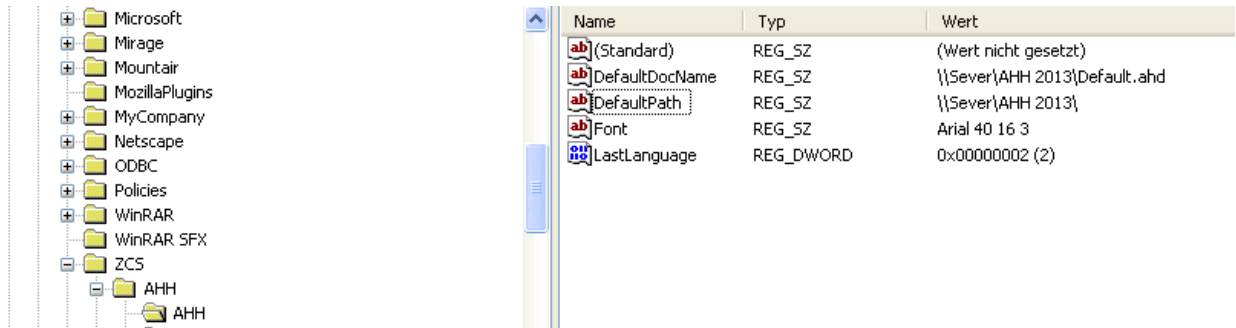 Microsoft
Mirage
Mountair
MozillaPlugins
MyCompany
Netscape
ODBC
Policies
WinRAR
WinRAR SFX
ZCS
AHH
AHH
Name Typ Wert
(Standard) REG_SZ (Wert nicht gesetzt)
DefaultDocName REG_SZ \\Sever\AHH 2013\Default.ahd
DefaultPath REG_SZ \\Sever\AHH 2013\
Font REG_SZ Arial 40 16 3
LastLanguage REG_DWORD 0x00000002 (2)